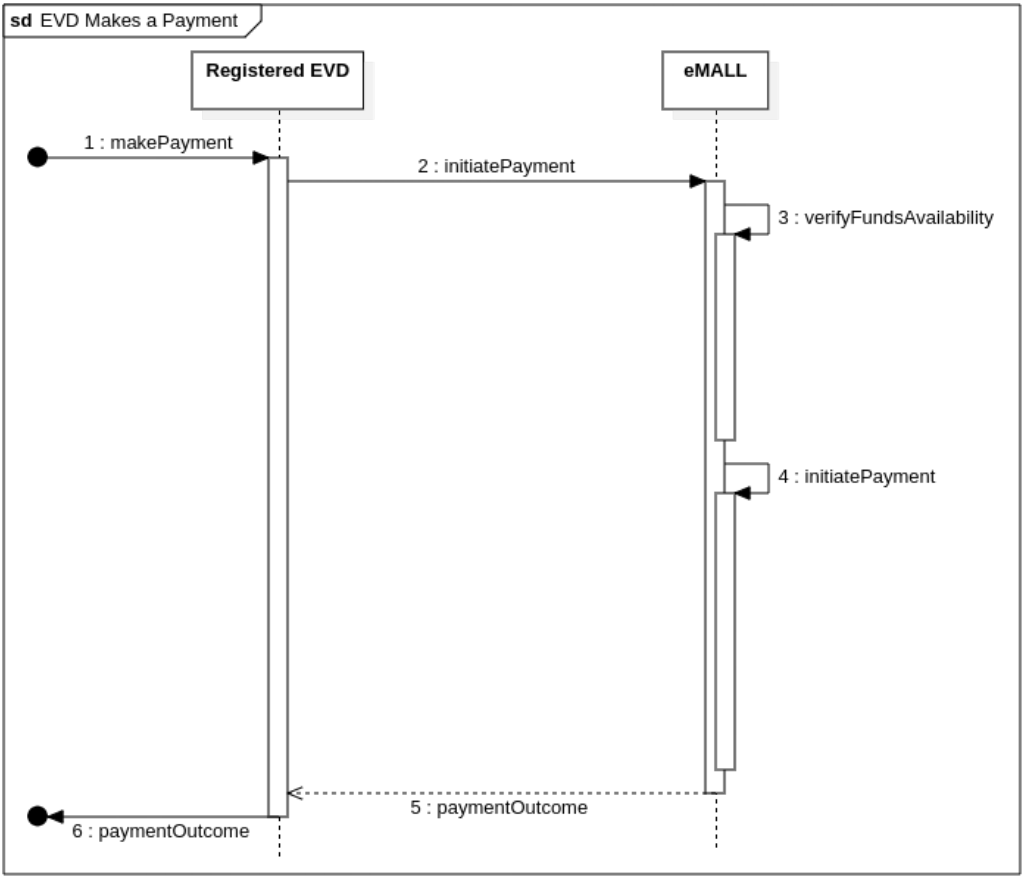 sd EVD Makes a Payment
Registered EVD
eMALL
1 : makePayment
2 : initiatePayment
3 : verifyFundsAvailability
4 : initiatePayment
5 : paymentOutcome
6 : paymentOutcome